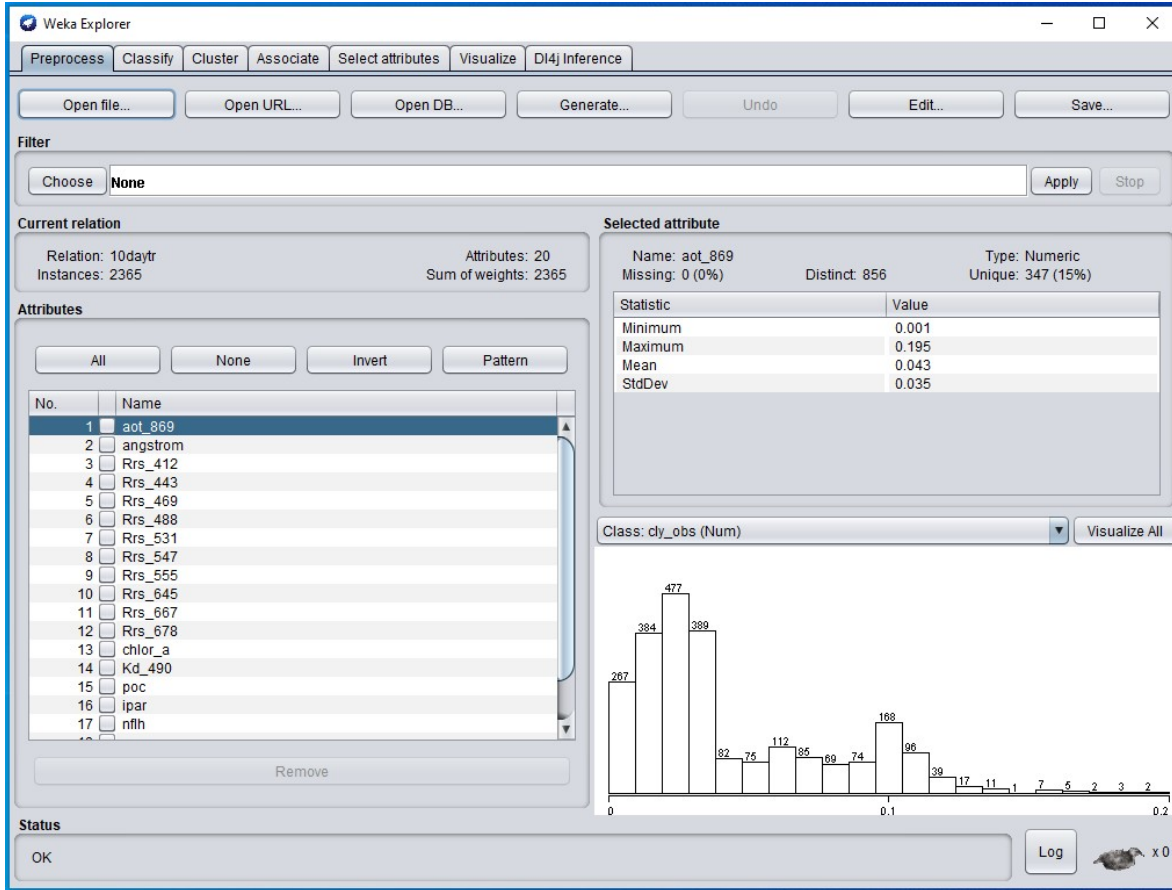 Weka Explorer
Preprocess Classify Cluster Associate Select attributes Visualize Dl4j Inference
Open file... Open URL... Open DB... Generate... Undo Edit... Save...
Filter
Choose None Apply Stop
Current relation
Relation: 10daytr Attributes: 20
Instances: 2365 Sum of weights: 2365
Attributes
All None Invert Pattern
No. Name
1 aot_869
2 angstrom
3 Rrs_412
4 Rrs_443
5 Rrs_469
6 Rrs_488
7 Rrs_531
8 Rrs_547
9 Rrs_555
10 Rrs_645
11 Rrs_667
12 Rrs_678
13 chlor_a
14 Kd_490
15 poc
16 ipar
17 nflh
Remove
Selected attribute
Name: aot_869 Type: Numeric
Missing: 0 (0%) Distinct: 856 Unique: 347 (15%)
Statistic Value
Minimum 0.001
Maximum 0.195
Mean 0.043
StdDev 0.035
Class: cly_obs (Num) Visualize All
267 384 477 389 82 75 112 85 69 74 168 96 39 17 11 1 7 5 2 3 2
0 0.1 0.2
Status
OK
Log x 0